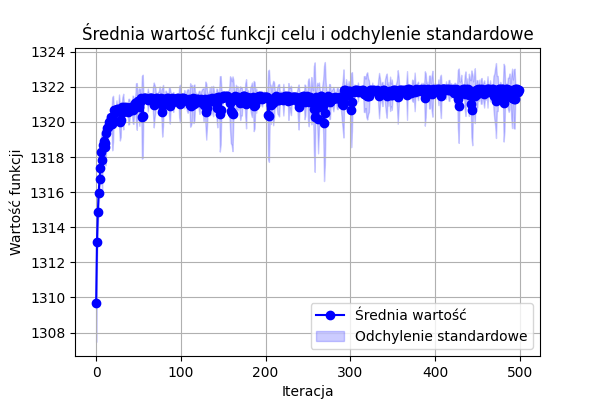 Średnia wartość funkcji celu i odchylenie standardowe
1324
1322
1320
1318
1316
1314
1312
1310
1308
Wartość funkcji
0 100 200 300 400 500
Iteracja
Średnia wartość
Odchylenie standardowe